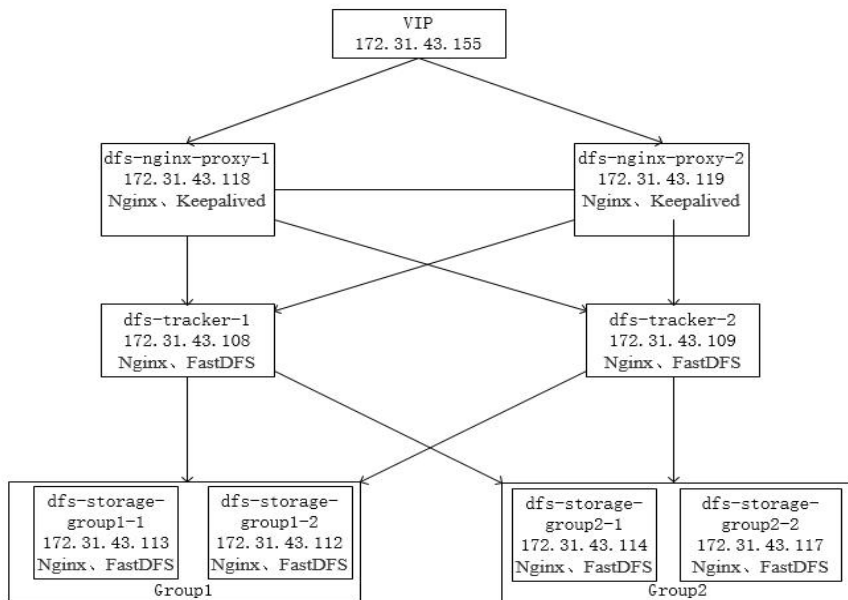 VIP
172.31.43.155
dfs-nginx-proxy-1
172.31.43.118
Nginx、Keepalived
dfs-nginx-proxy-2
172.31.43.119
Nginx、Keepalived
dfs-tracker-1
172.31.43.108
Nginx、FastDFS
dfs-tracker-2
172.31.43.109
Nginx、FastDFS
dfs-storage-
group1-1
172.31.43.113
Nginx、FastDFS
dfs-storage-
group1-2
172.31.43.112
Nginx、FastDFS
Group1
dfs-storage-
group2-1
172.31.43.114
Nginx、FastDFS
dfs-storage-
group2-2
172.31.43.117
Nginx、FastDFS
Group2